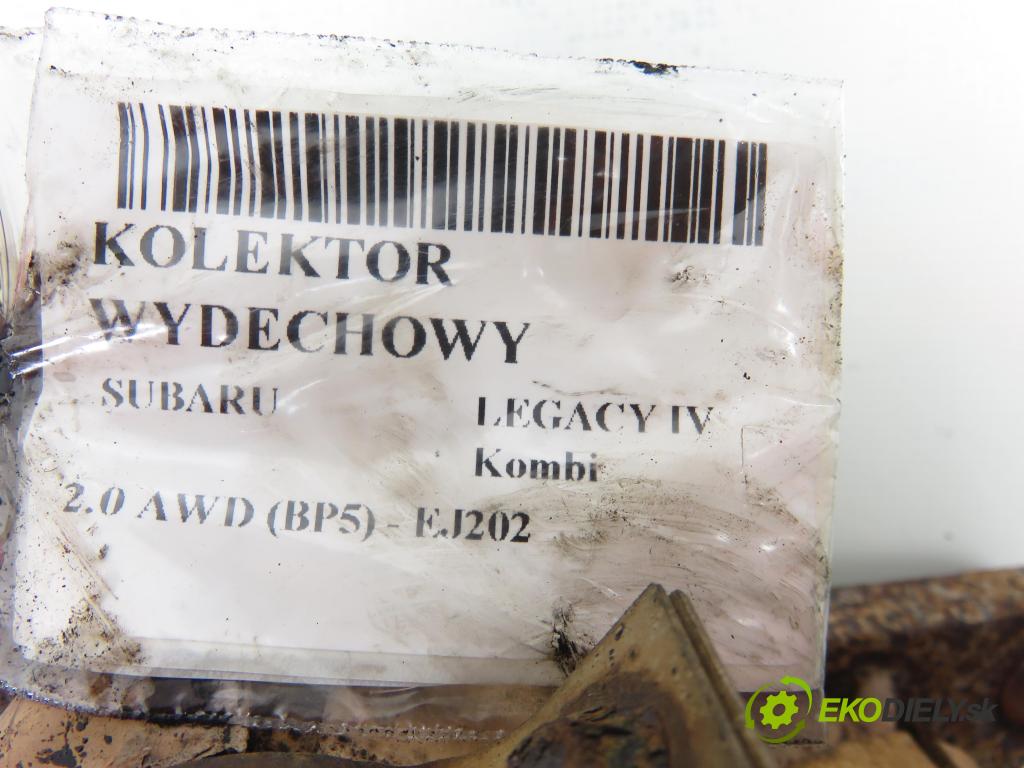 KOLEKTOR
WYDECHOWY
SUBARU
LEGACY IV
Kombi
2.0 AWD (BP5) - EJ202
EKODIELY.sk